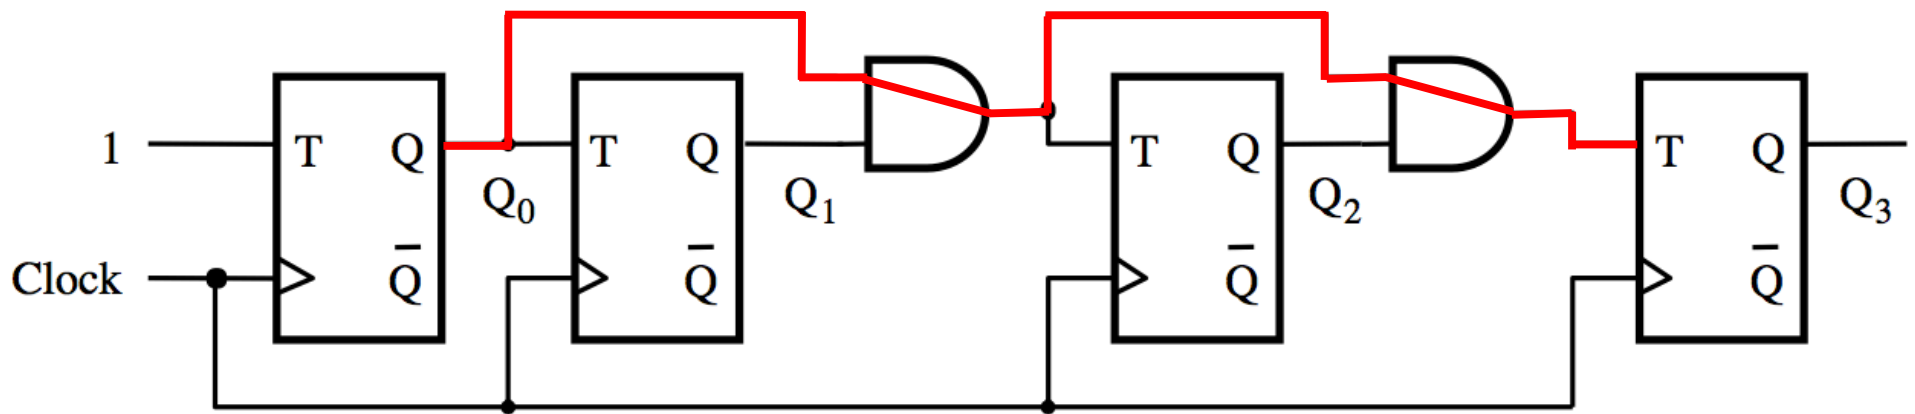 1 T Q T Q T Q T Q
Q₀ Q₁ Q₂ Q₃
Clock Q̅ Q̅ Q̅ Q̅